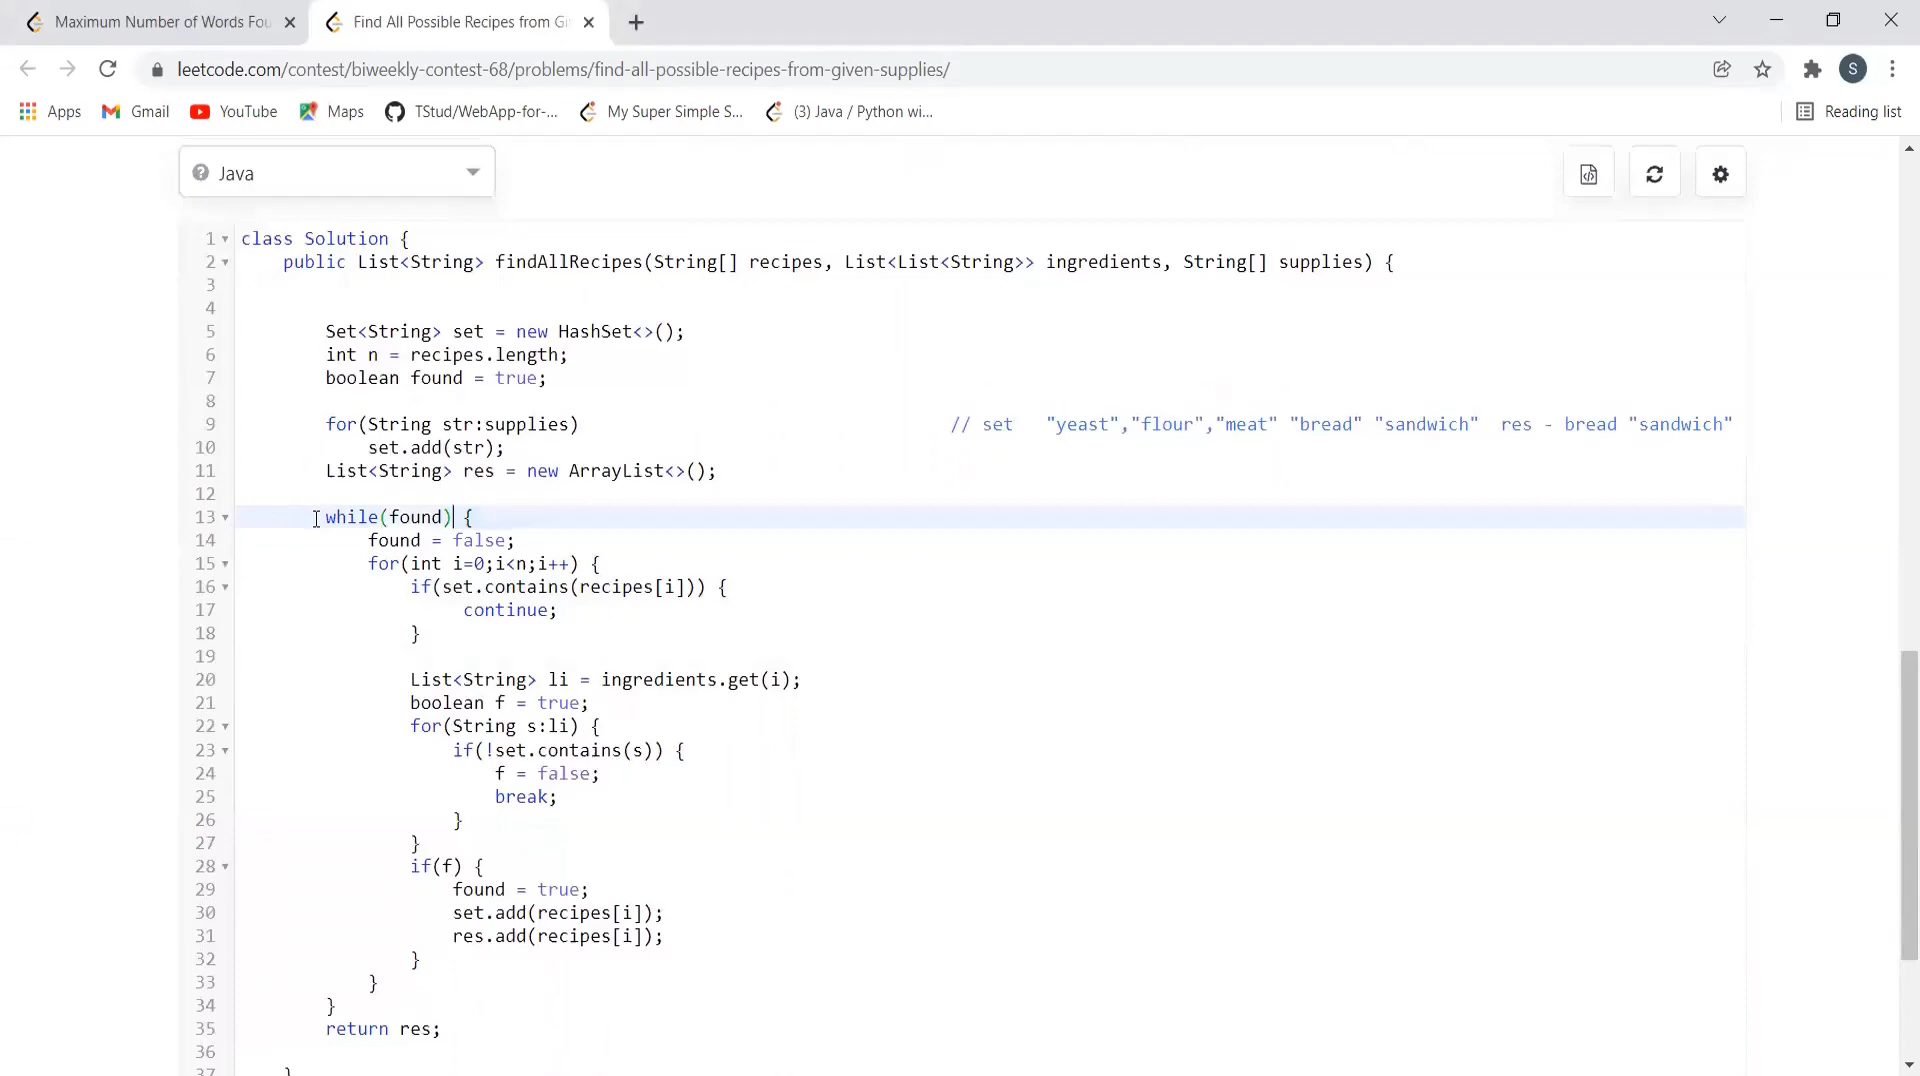 Maximum Number of Words Fou
Find All Possible Recipes from Gi
leetcode.com/contest/biweekly-contest-68/problems/find-all-possible-recipes-from-given-supplies/
S
Apps Gmail YouTube Maps TStud/WebApp-for-... My Super Simple S... (3) Java / Python wi... Reading list
Java
1 class Solution {
2 public List<String> findAllRecipes(String[] recipes, List<List<String>> ingredients, String[] supplies) {
3
4
5 Set<String> set = new HashSet<>();
6 int n = recipes.length;
7 boolean found = true;
8
9 for(String str:supplies) // set "yeast","flour","meat" "bread" "sandwich" res - bread "sandwich"
10 set.add(str);
11 List<String> res = new ArrayList<>();
12
13 while(found) {
14 found = false;
15 for(int i=0;i<n;i++) {
16 if(set.contains(recipes[i])) {
17 continue;
18 }
19
20 List<String> li = ingredients.get(i);
21 boolean f = true;
22 for(String s:li) {
23 if(!set.contains(s)) {
24 f = false;
25 break;
26 }
27 }
28 if(f) {
29 found = true;
30 set.add(recipes[i]);
31 res.add(recipes[i]);
32 }
33 }
34 }
35 return res;
36
37 }